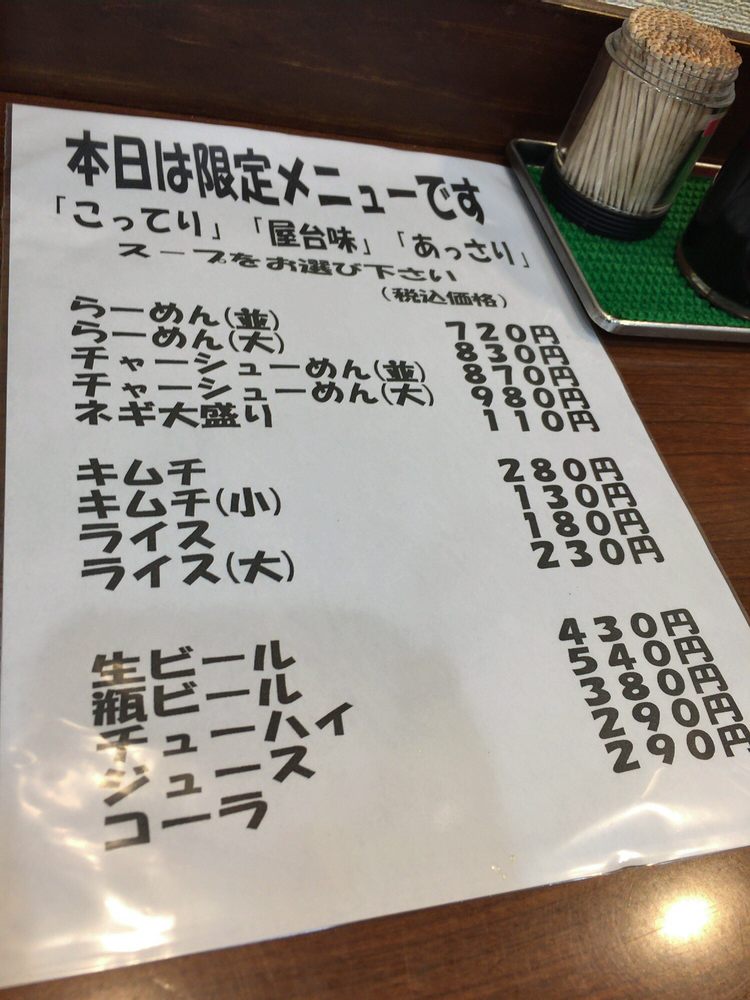 本日は限定メニューです
「こってり」「屋台味」「あっさり」
スープをお選び下さい
(税込価格)
らーめん(並) 720円
らーめん(大) 830円
チャーシューめん(並) 870円
チャーシューめん(大) 980円
ネギ大盛り 110円
キムチ 280円
キムチ(小) 130円
ライス 180円
ライス(大) 230円
生ビール 430円
瓶ビール 540円
チューハイ 380円
ジュース 290円
コーラ 290円